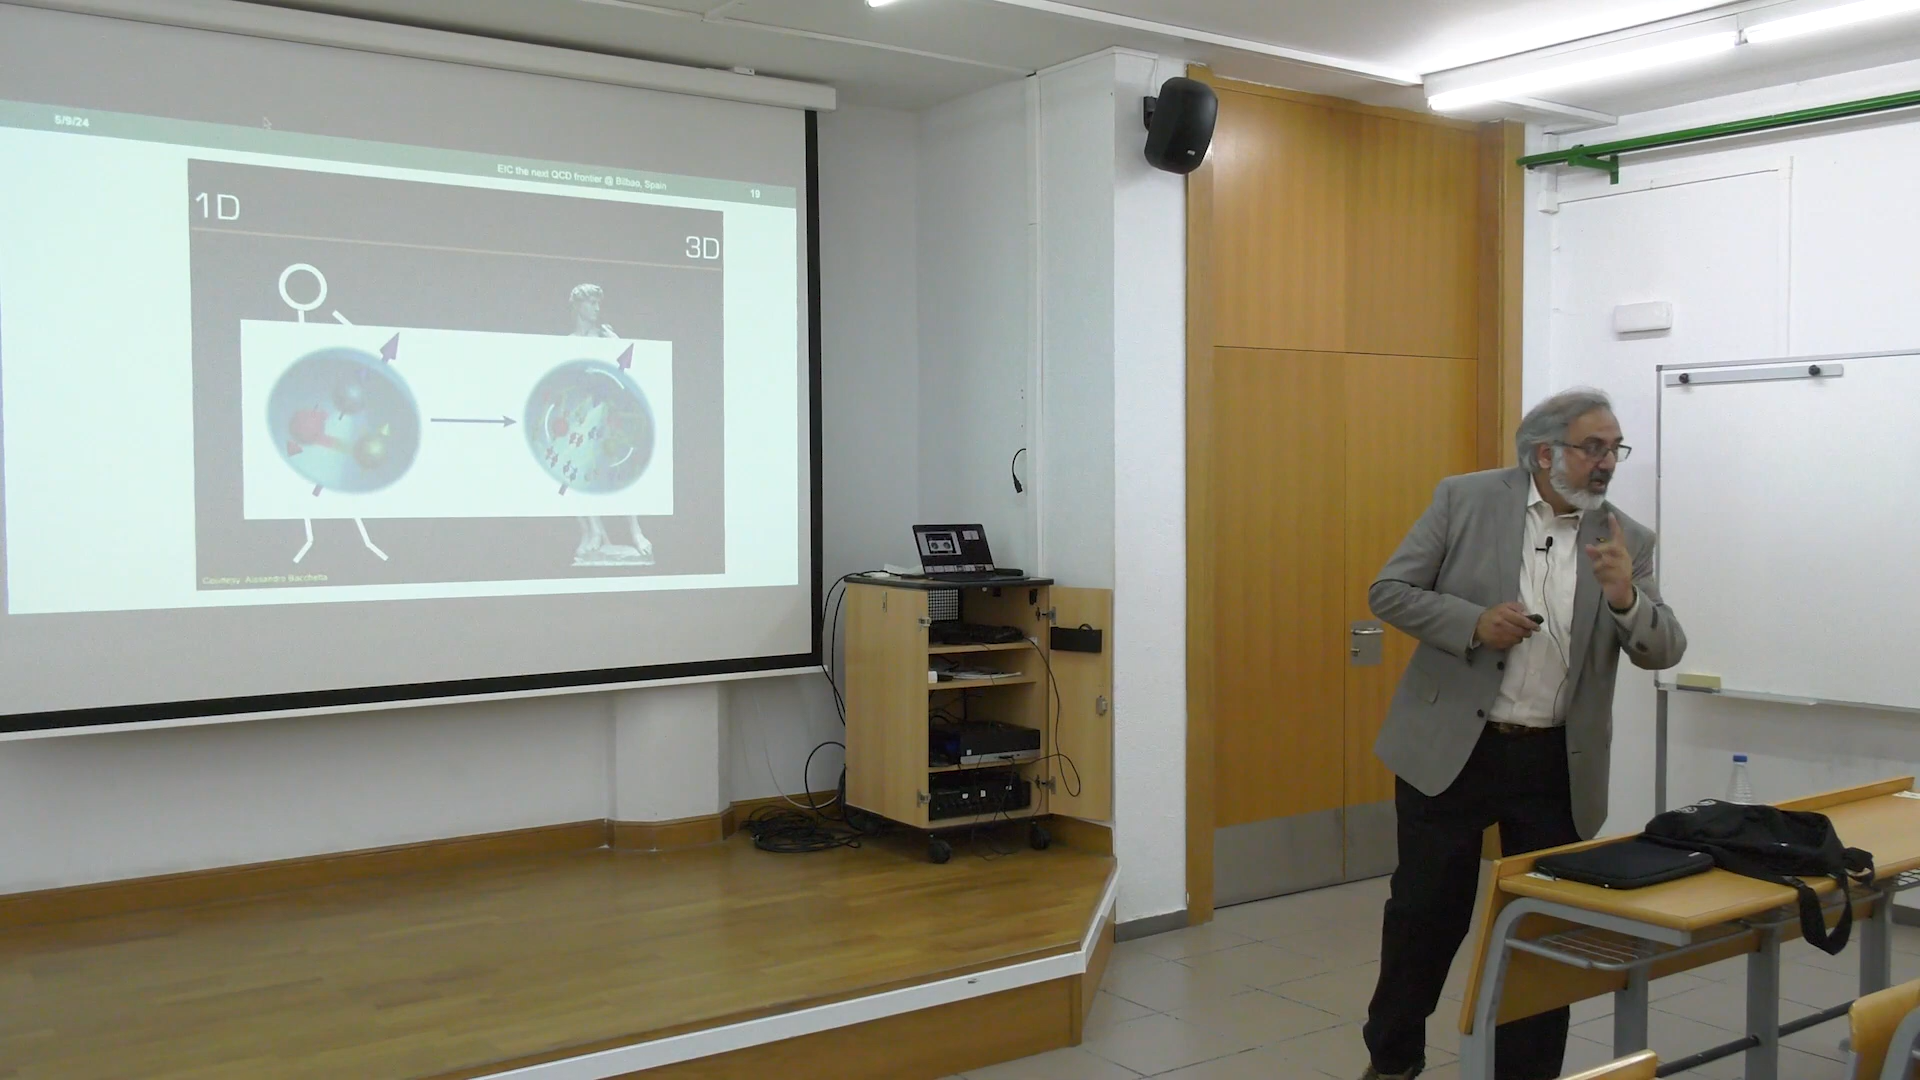 5/9/24
EIC the next QCD frontier @ Bilbao, Spain
19
1D
3D
Courtesy Alessandro Bacchetta